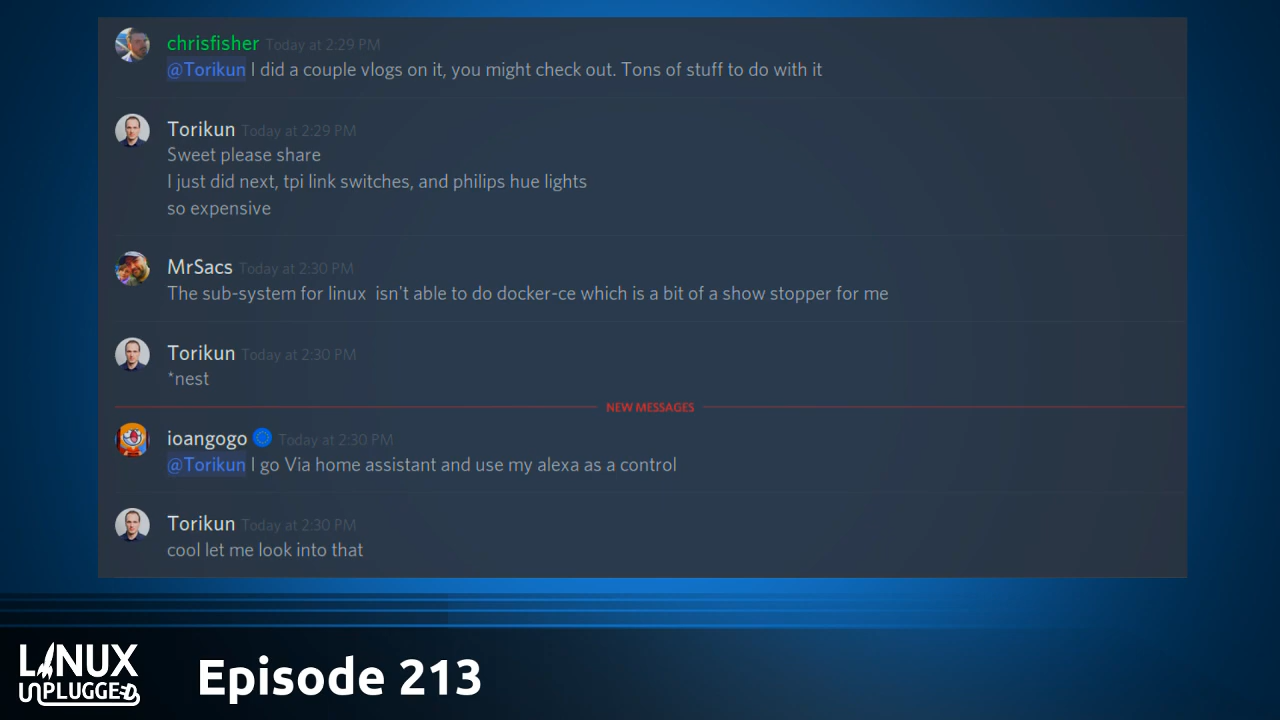 chrisfisher Today at 2:29 PM
@Torikun I did a couple vlogs on it, you might check out. Tons of stuff to do with it
Torikun Today at 2:29 PM
Sweet please share
I just did next, tpi link switches, and philips hue lights
so expensive
MrSacs Today at 2:30 PM
The sub-system for linux  isn't able to do docker-ce which is a bit of a show stopper for me
Torikun Today at 2:30 PM
*nest
NEW MESSAGES
ioangogo Today at 2:30 PM
@Torikun I go Via home assistant and use my alexa as a control
Torikun Today at 2:30 PM
cool let me look into that
LINUX
UNPLUGGED
Episode 213